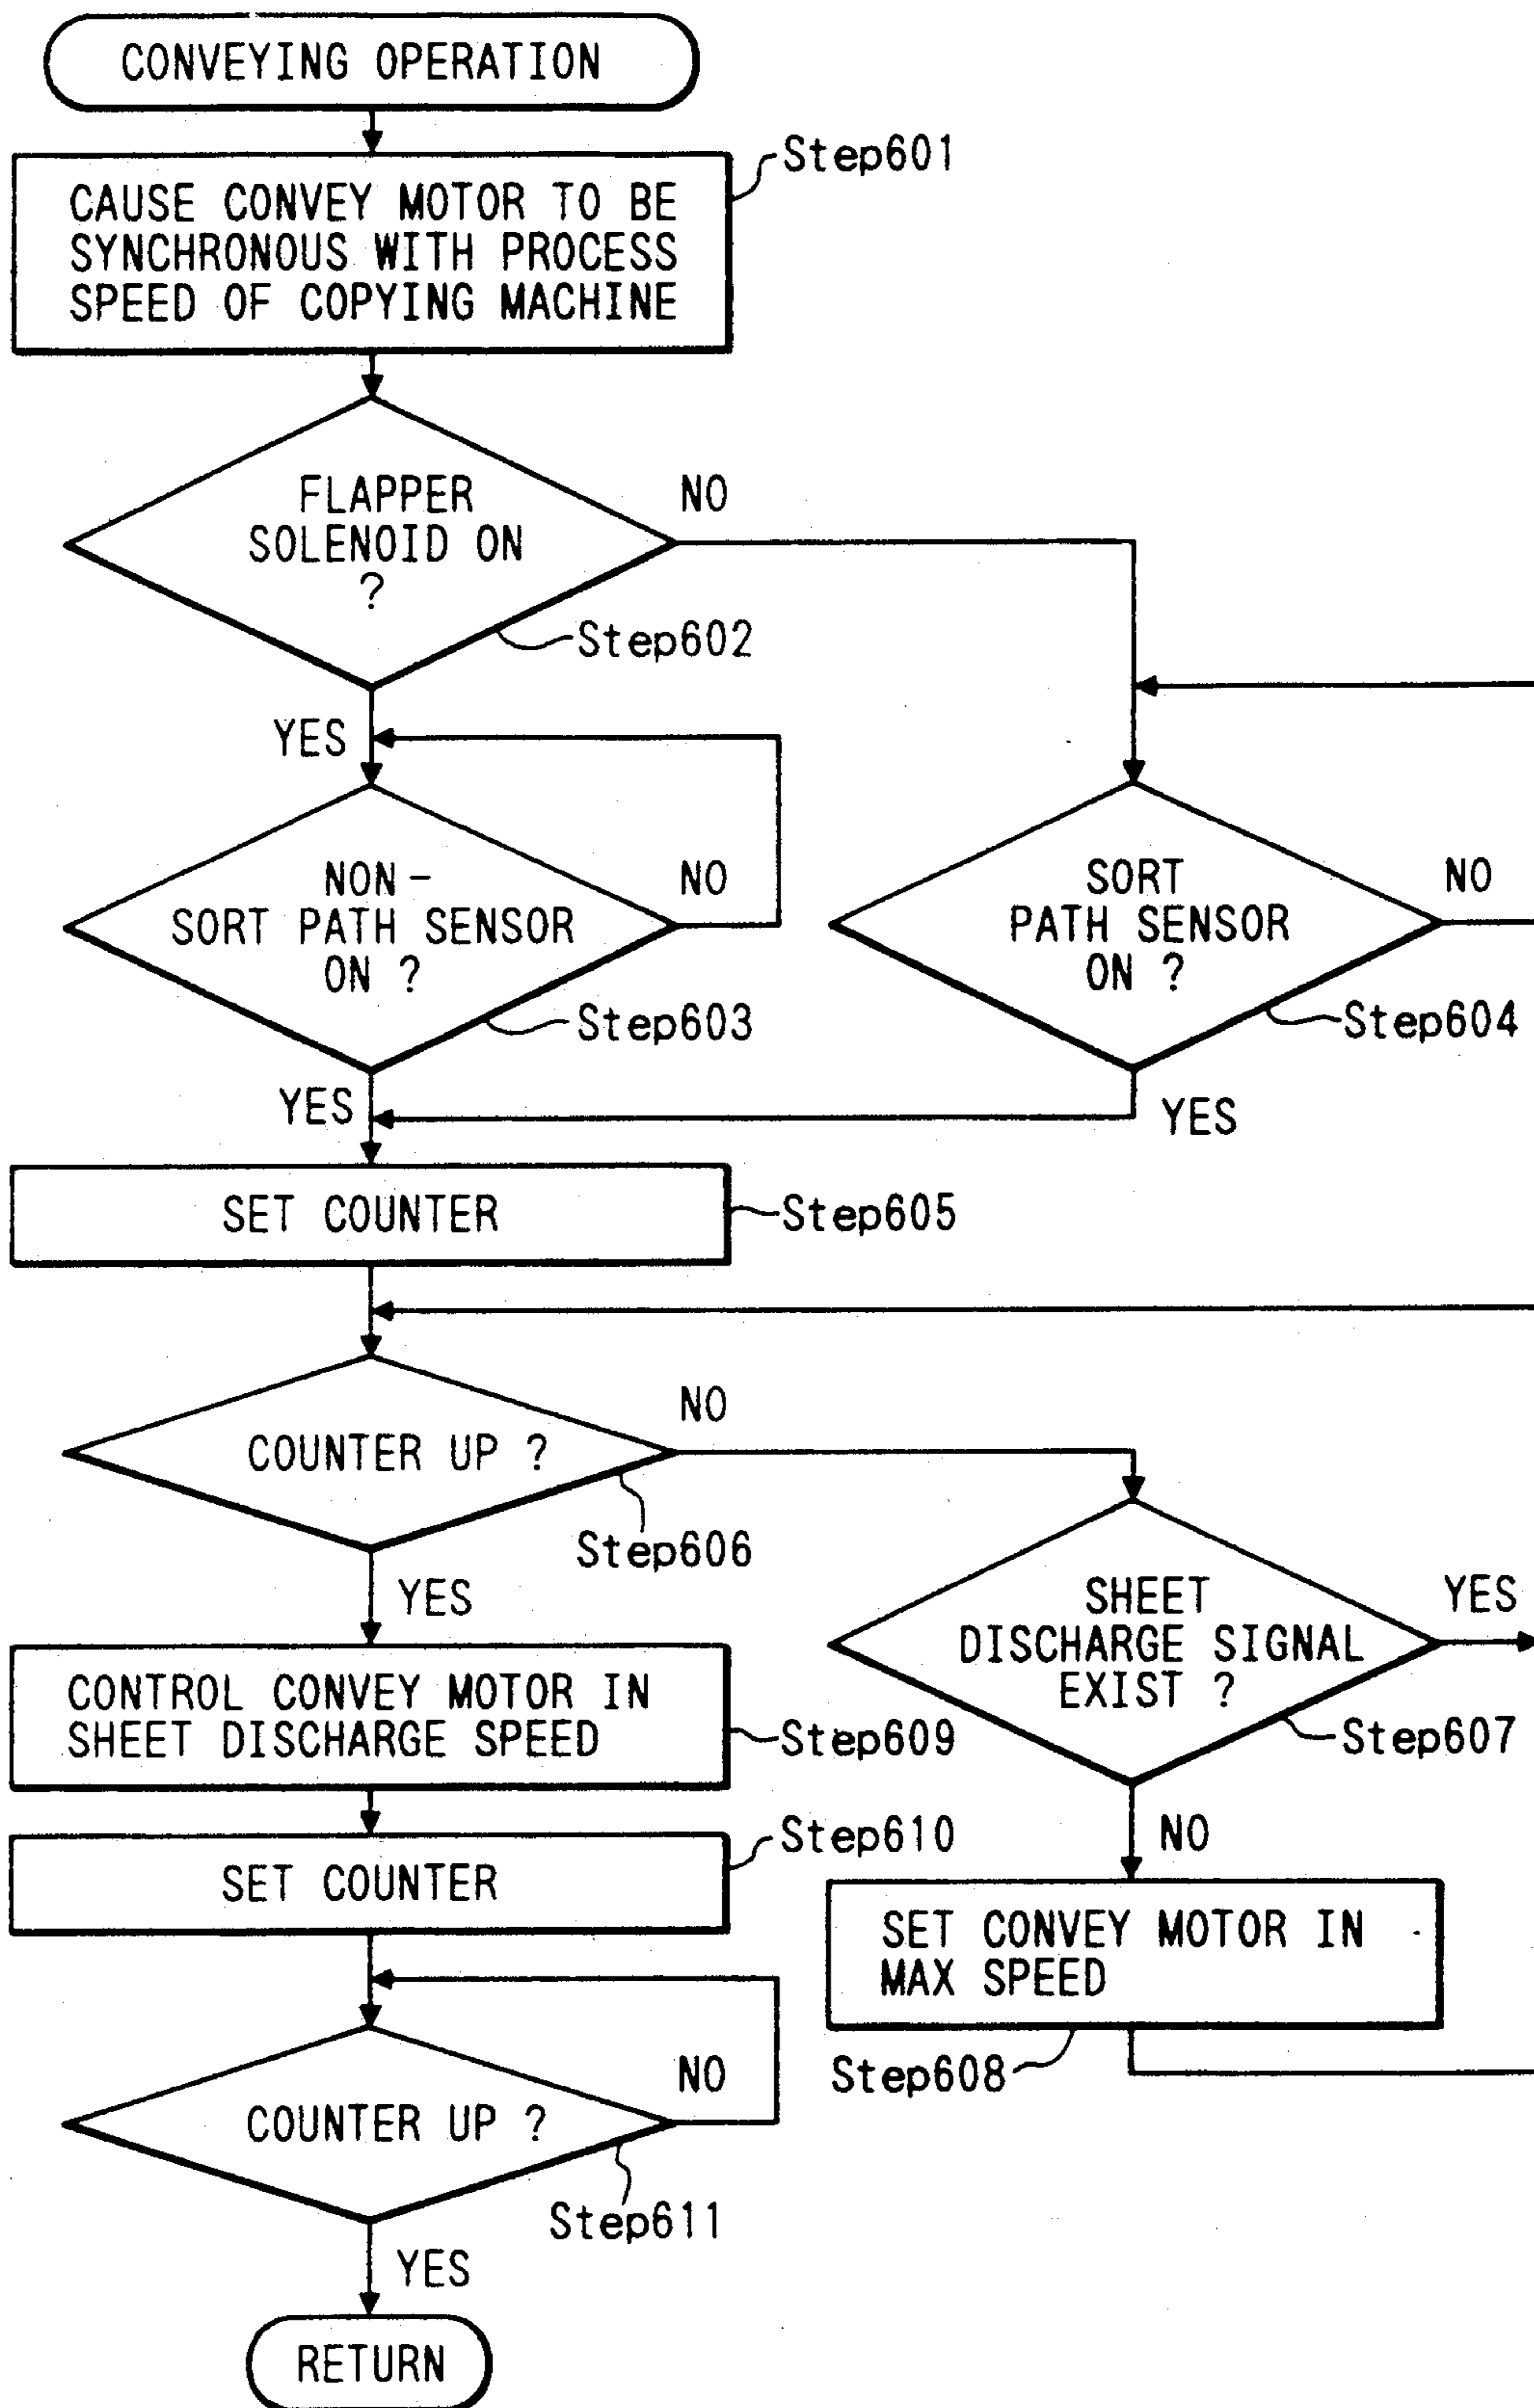 CONVEYING OPERATION
Step601
CAUSE CONVEY MOTOR TO BE
SYNCHRONOUS WITH PROCESS
SPEED OF COPYING MACHINE
FLAPPER
SOLENOID ON
?
NO
Step602
YES
NON-
SORT PATH SENSOR
ON ?
NO
Step603
YES
SORT
PATH SENSOR
ON ?
NO
Step604
YES
SET COUNTER
Step605
COUNTER UP ?
NO
Step606
YES
SHEET
DISCHARGE SIGNAL
EXIST ?
YES
Step607
NO
SET CONVEY MOTOR IN
MAX SPEED
Step608
CONTROL CONVEY MOTOR IN
SHEET DISCHARGE SPEED
Step609
SET COUNTER
Step610
COUNTER UP ?
NO
Step611
YES
RETURN